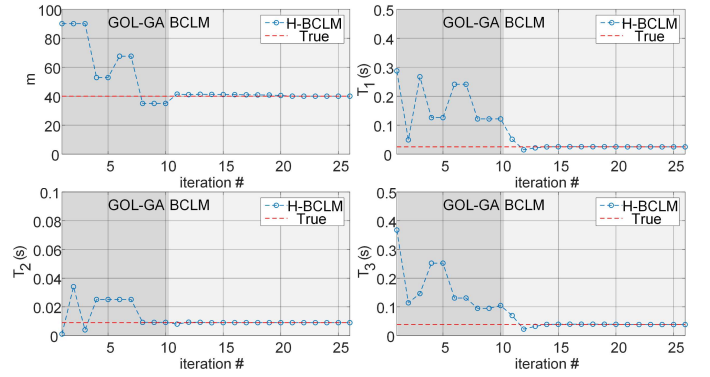 100
80
60
40
20
0
m
GOL-GA BCLM
H-BCLM
True
5 10 15 20 25
iteration #
0.5
0.4
0.3
0.2
0.1
0
T1 (s)
GOL-GA BCLM
H-BCLM
True
5 10 15 20 25
iteration #
0.1
0.08
0.06
0.04
0.02
0
T2 (s)
GOL-GA BCLM
H-BCLM
True
5 10 15 20 25
iteration #
0.5
0.4
0.3
0.2
0.1
0
T3 (s)
GOL-GA BCLM
H-BCLM
True
5 10 15 20 25
iteration #